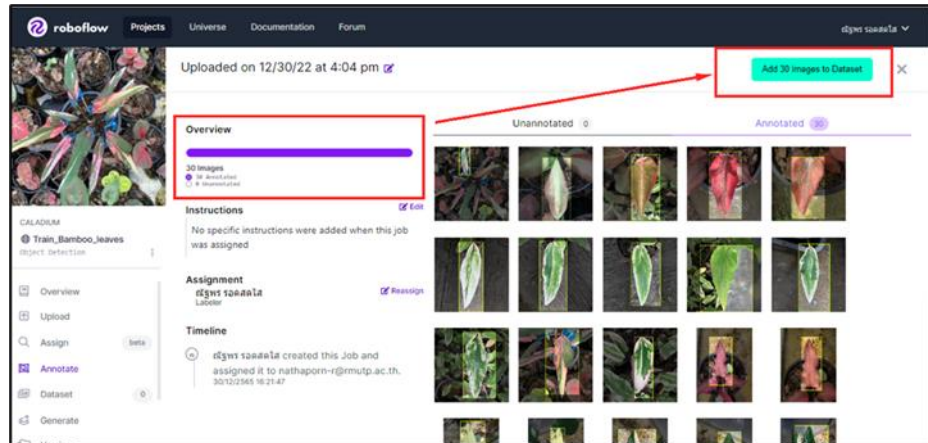 roboflow Projects Universe Documentation Forum ณัฐพร รอดสดใส
Uploaded on 12/30/22 at 4:04 pm
Add 30 images to Dataset
Overview
30 Images
30 Annotated
0 Unannotated
Unannotated 0
Annotated 30
Instructions
Edit
No specific instructions were added when this job
was assigned
Assignment
ณัฐพร รอดสดใส
Reassign
Labeler
Timeline
ณัฐพร รอดสดใส created this Job and
assigned it to nathaporn-r@rmutp.ac.th.
30/12/2565 16:21:47
CALADIUM
Train_Bamboo_leaves
Object Detection
Overview
Upload
Assign beta
Annotate
Dataset 0
Generate